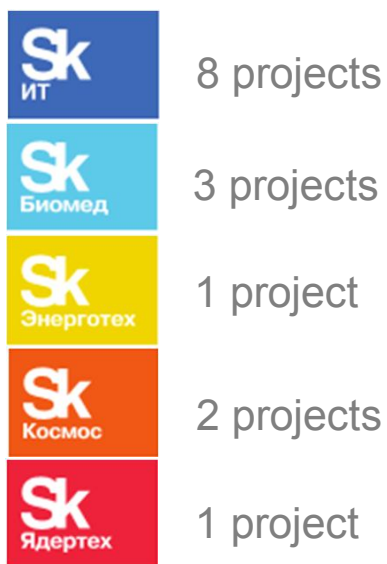 Sk
ИТ
8 projects
Sk
Биомед
3 projects
Sk
Энерготех
1 project
Sk
Космос
2 projects
Sk
Ядертех
1 project